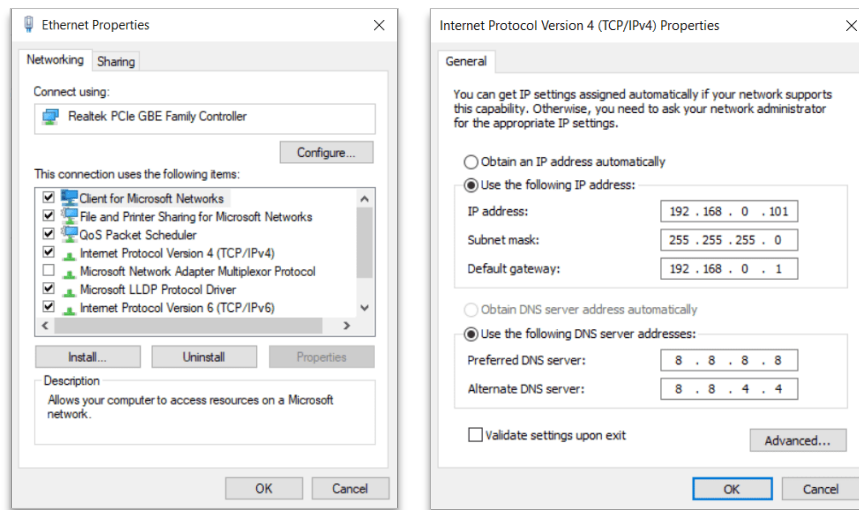 Ethernet Properties
Networking
Sharing
Connect using:
Realtek PCIe GBE Family Controller
Configure...
This connection uses the following items:
Client for Microsoft Networks
File and Printer Sharing for Microsoft Networks
QoS Packet Scheduler
Internet Protocol Version 4 (TCP/IPv4)
Microsoft Network Adapter Multiplexor Protocol
Microsoft LLDP Protocol Driver
Internet Protocol Version 6 (TCP/IPv6)
Install...
Uninstall
Properties
Description
Allows your computer to access resources on a Microsoft
network.
OK
Cancel
Internet Protocol Version 4 (TCP/IPv4) Properties
General
You can get IP settings assigned automatically if your network supports
this capability. Otherwise, you need to ask your network administrator
for the appropriate IP settings.
Obtain an IP address automatically
Use the following IP address:
IP address: 192 . 168 . 0 . 101
Subnet mask: 255 . 255 . 255 . 0
Default gateway: 192 . 168 . 0 . 1
Obtain DNS server address automatically
Use the following DNS server addresses:
Preferred DNS server: 8 . 8 . 8 . 8
Alternate DNS server: 8 . 8 . 4 . 4
Validate settings upon exit
Advanced...
OK
Cancel